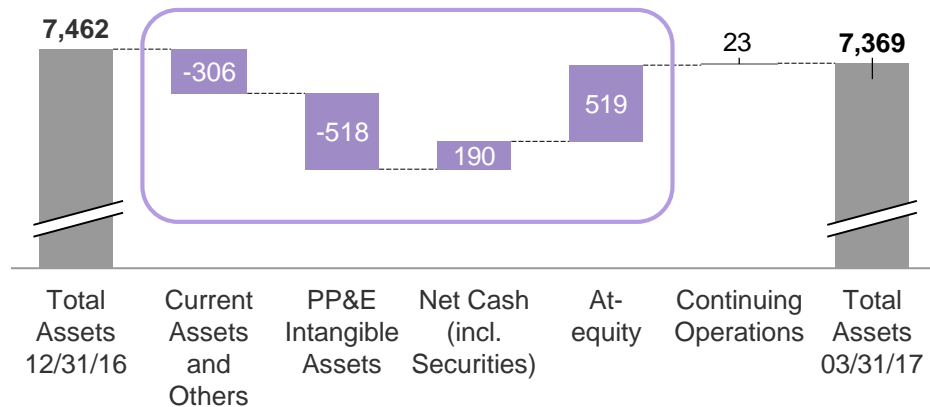 7,462
-306
-518
190
519
23
7,369
Total
Assets
12/31/16
Current
Assets
and
Others
PP&E
Intangible
Assets
Net Cash
(incl.
Securities)
At-
equity
Continuing
Operations
Total
Assets
03/31/17